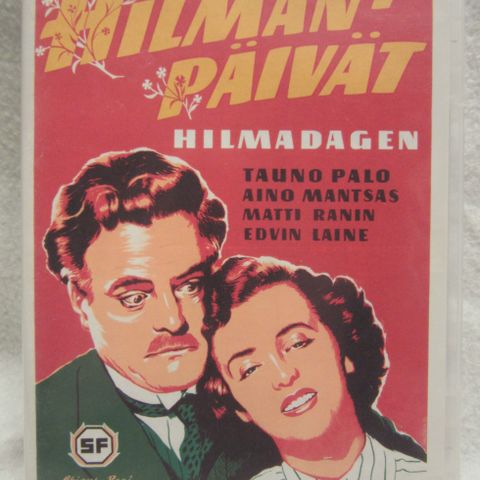 HILMAN-
PÄIVÄT
HILMADAGEN
TAUNO PALO
AINO MANTSAS
MATTI RANIN
EDVIN LAINE
SF